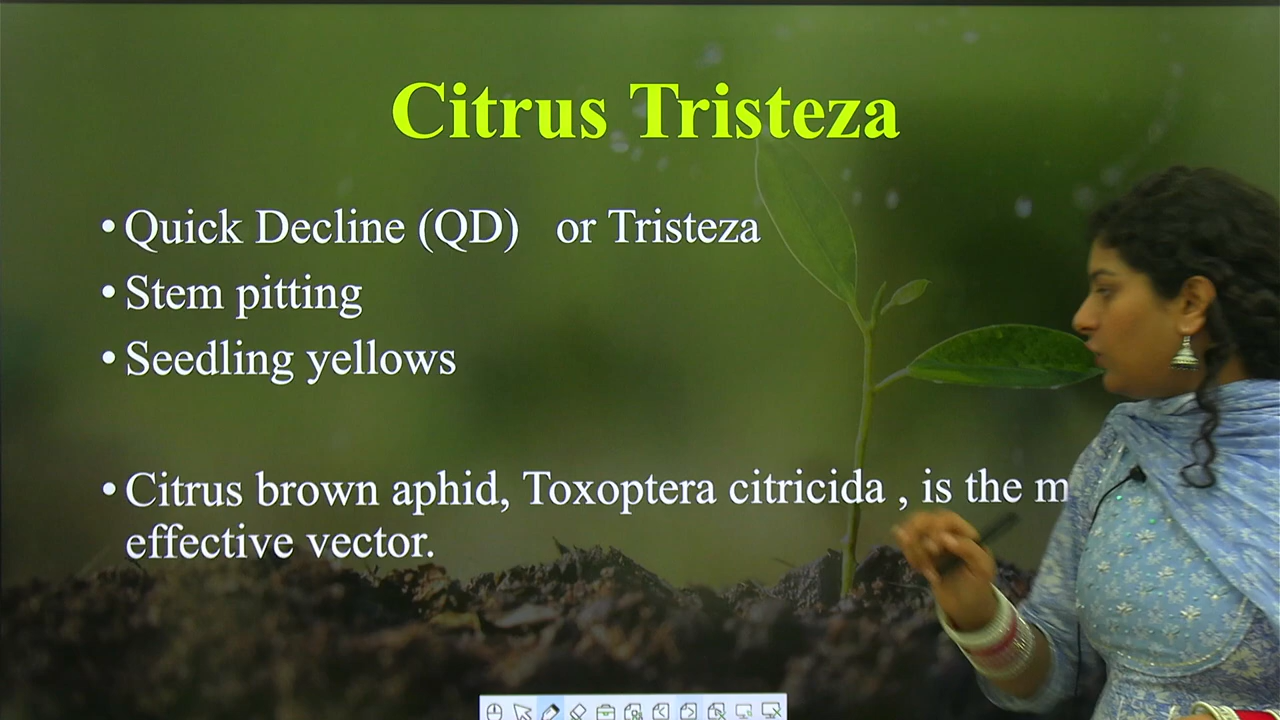 Citrus Tristeza
• Quick Decline (QD) or Tristeza
• Stem pitting
• Seedling yellows
• Citrus brown aphid, Toxoptera citricida , is the
effective vector.